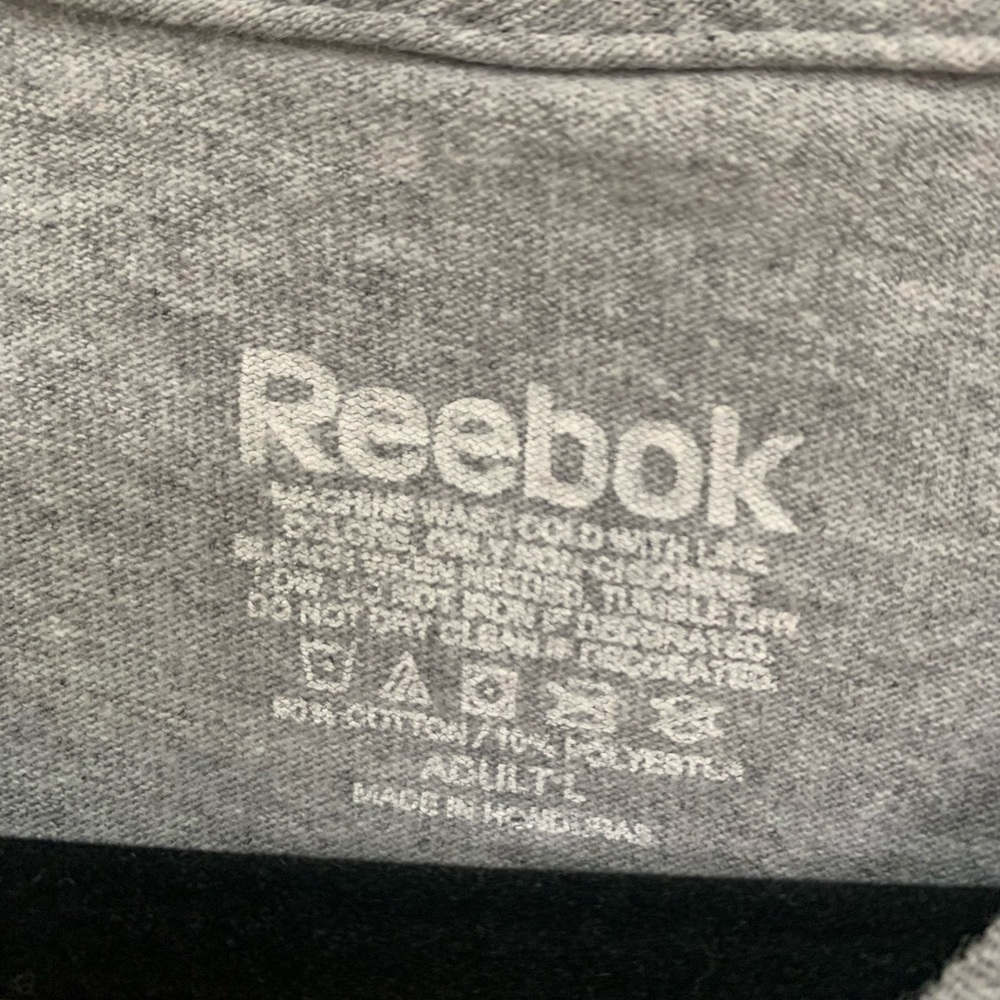 Reebok
MACHINE WASH COLD WITH LIKE
COLORS. ONLY NON-CHLORINE
BLEACH WHEN NEEDED. TUMBLE DRY
LOW. DO NOT IRON IF DECORATED.
DO NOT DRY CLEAN IF DECORATED.
90% COTTON / 10% POLYESTER
ADULT L
MADE IN HONDURAS